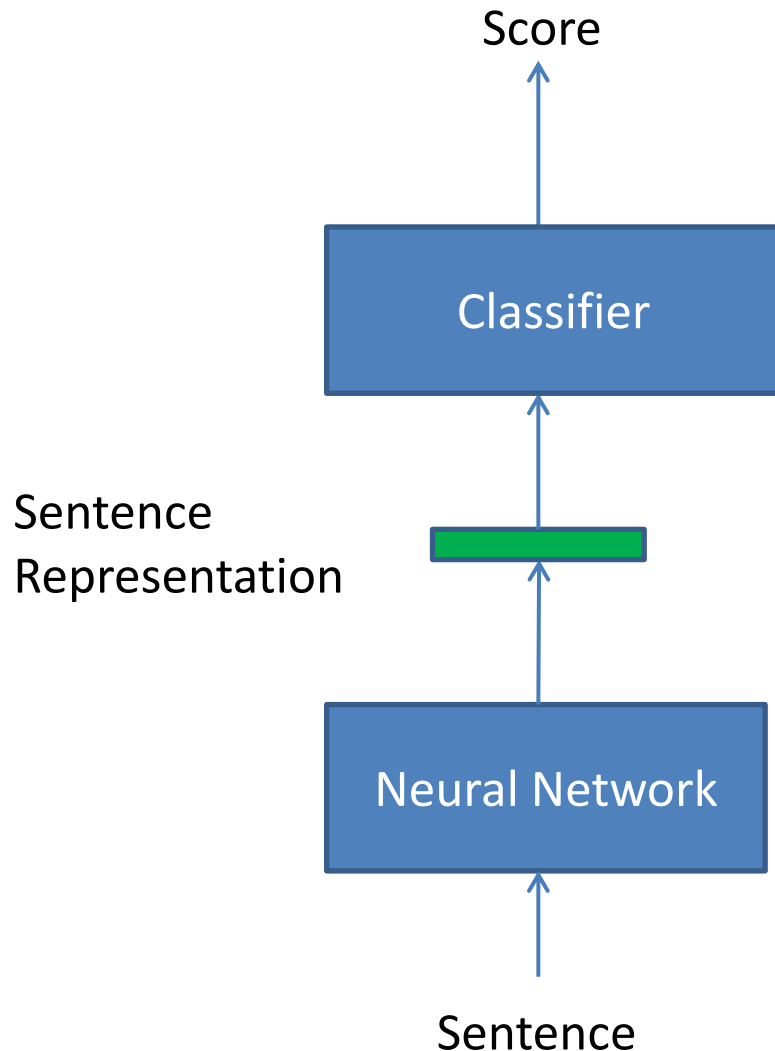 Score
Classifier
Sentence
Representation
Neural Network
Sentence